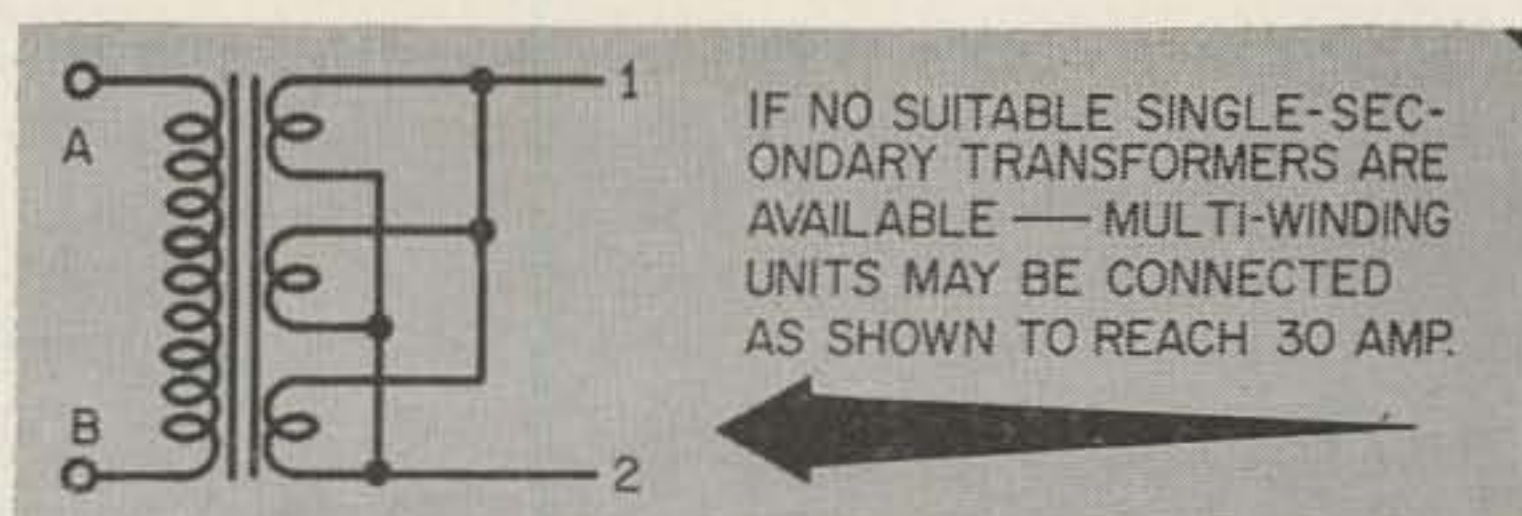 A
B
1
2
IF NO SUITABLE SINGLE-SEC-
ONDARY TRANSFORMERS ARE
AVAILABLE — MULTI-WINDING
UNITS MAY BE CONNECTED
AS SHOWN TO REACH 30 AMP.